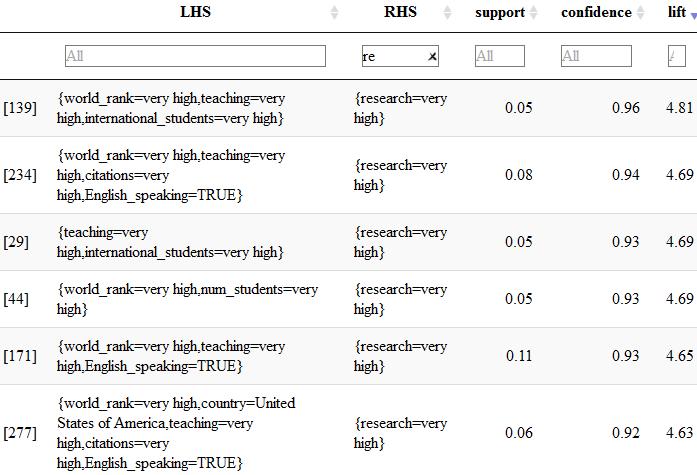 LHS RHS support confidence lift
All re × All All A
[139] {world_rank=very high,teaching=very high,international_students=very high} {research=very high} 0.05 0.96 4.81
[234] {world_rank=very high,teaching=very high,citations=very high,English_speaking=TRUE} {research=very high} 0.08 0.94 4.69
[29] {teaching=very high,international_students=very high} {research=very high} 0.05 0.93 4.69
[44] {world_rank=very high,num_students=very high} {research=very high} 0.05 0.93 4.69
[171] {world_rank=very high,teaching=very high,English_speaking=TRUE} {research=very high} 0.11 0.93 4.65
[277] {world_rank=very high,country=United States of America,teaching=very high,citations=very high,English_speaking=TRUE} {research=very high} 0.06 0.92 4.63